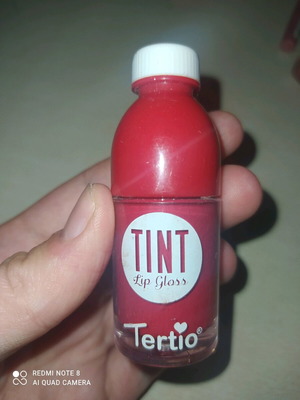 TINT
Lip Gloss
Tertio®
REDMI NOTE 8
AI QUAD CAMERA